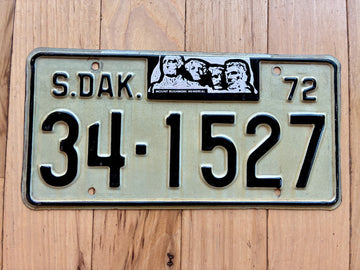 S.DAK. 72
MOUNT RUSHMORE MEMORIAL
34-1527